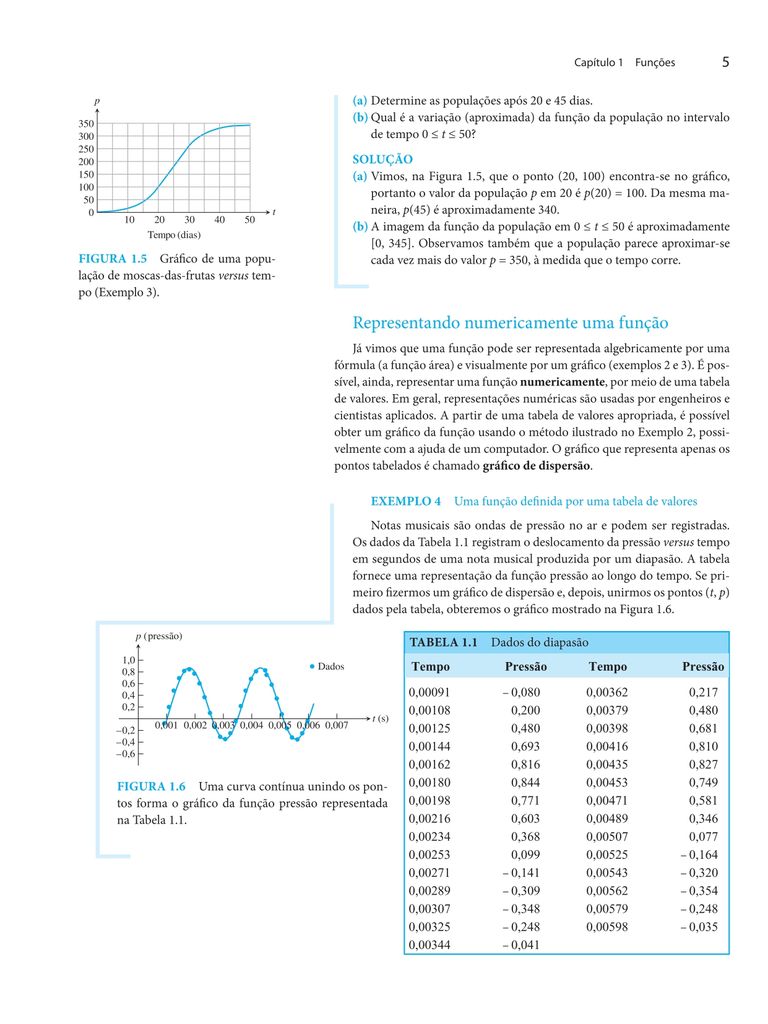 Capítulo 1 Funções 5
p
350
300
250
200
150
100
50
0
10 20 30 40 50 t
Tempo (dias)
FIGURA 1.5 Gráfico de uma popu-
lação de moscas-das-frutas versus tem-
po (Exemplo 3).
(a) Determine as populações após 20 e 45 dias.
(b) Qual é a variação (aproximada) da função da população no intervalo
de tempo 0 ≤ t ≤ 50?
SOLUÇÃO
(a) Vimos, na Figura 1.5, que o ponto (20, 100) encontra-se no gráfico,
portanto o valor da população p em 20 é p(20) = 100. Da mesma ma-
neira, p(45) é aproximadamente 340.
(b) A imagem da função da população em 0 ≤ t ≤ 50 é aproximadamente
[0, 345]. Observamos também que a população parece aproximar-se
cada vez mais do valor p = 350, à medida que o tempo corre.
Representando numericamente uma função
Já vimos que uma função pode ser representada algebricamente por uma
fórmula (a função área) e visualmente por um gráfico (exemplos 2 e 3). É pos-
sível, ainda, representar uma função numericamente, por meio de uma tabela
de valores. Em geral, representações numéricas são usadas por engenheiros e
cientistas aplicados. A partir de uma tabela de valores apropriada, é possível
obter um gráfico da função usando o método ilustrado no Exemplo 2, possi-
velmente com a ajuda de um computador. O gráfico que representa apenas os
pontos tabelados é chamado gráfico de dispersão.
EXEMPLO 4 Uma função definida por uma tabela de valores
Notas musicais são ondas de pressão no ar e podem ser registradas.
Os dados da Tabela 1.1 registram o deslocamento da pressão versus tempo
em segundos de uma nota musical produzida por um diapasão. A tabela
fornece uma representação da função pressão ao longo do tempo. Se pri-
meiro fizermos um gráfico de dispersão e, depois, unirmos os pontos (t, p)
dados pela tabela, obteremos o gráfico mostrado na Figura 1.6.
p (pressão)
1,0
0,8
0,6
0,4
0,2
–0,2
–0,4
–0,6
Dados
0,001 0,002 0,003 0,004 0,005 0,006 0,007 t (s)
FIGURA 1.6 Uma curva contínua unindo os pon-
tos forma o gráfico da função pressão representada
na Tabela 1.1.
TABELA 1.1 Dados do diapasão
Tempo Pressão Tempo Pressão
0,00091 – 0,080 0,00362 0,217
0,00108 0,200 0,00379 0,480
0,00125 0,480 0,00398 0,681
0,00144 0,693 0,00416 0,810
0,00162 0,816 0,00435 0,827
0,00180 0,844 0,00453 0,749
0,00198 0,771 0,00471 0,581
0,00216 0,603 0,00489 0,346
0,00234 0,368 0,00507 0,077
0,00253 0,099 0,00525 – 0,164
0,00271 – 0,141 0,00543 – 0,320
0,00289 – 0,309 0,00562 – 0,354
0,00307 – 0,348 0,00579 – 0,248
0,00325 – 0,248 0,00598 – 0,035
0,00344 – 0,041